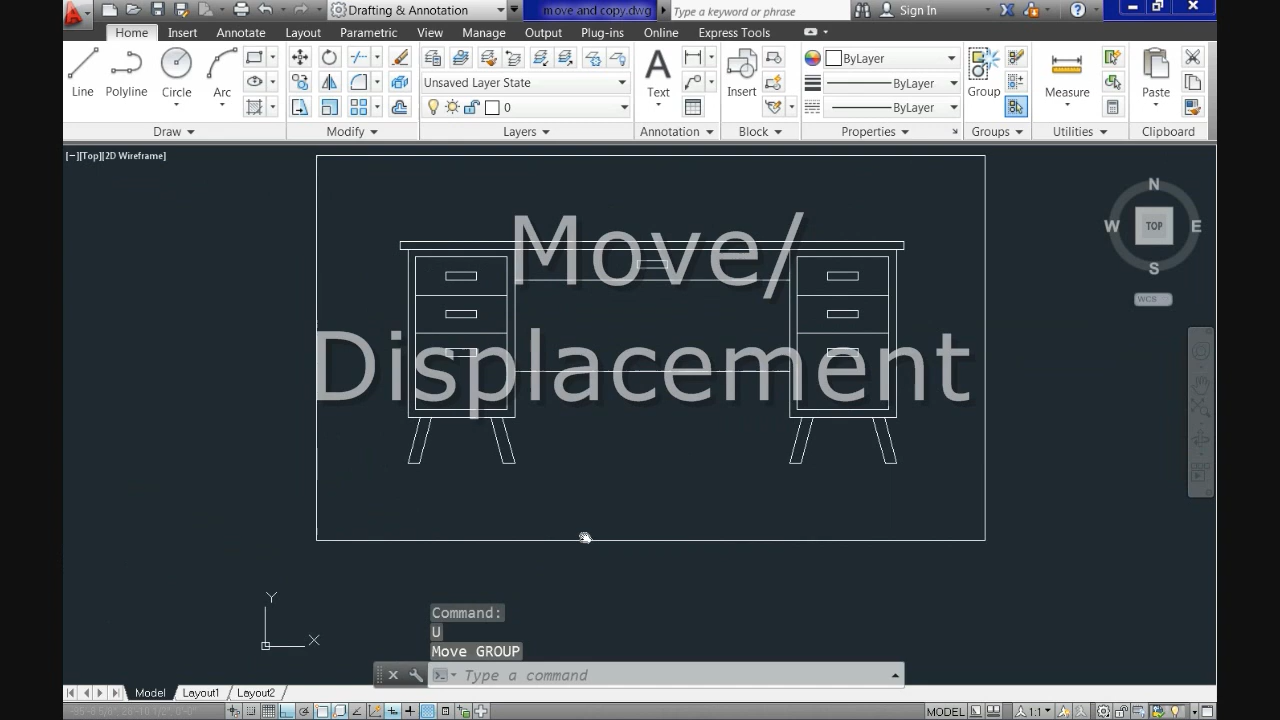 Drafting & Annotation
move and copy.dwg
Type a keyword or phrase
Sign In
Home Insert Annotate Layout Parametric View Manage Output Plug-ins Online Express Tools
Line Polyline Circle Arc
Unsaved Layer State
0
Text
Insert
ByLayer
ByLayer
ByLayer
Group
Measure
Paste
Draw Modify Layers Annotation Block Properties Groups Utilities Clipboard
[−][Top][2D Wireframe]
N
W TOP E
S
WCS
Move/
Displacement
Y
X
Command:
U
Move GROUP
Type a command
Model Layout1 Layout2
MODEL 1:1